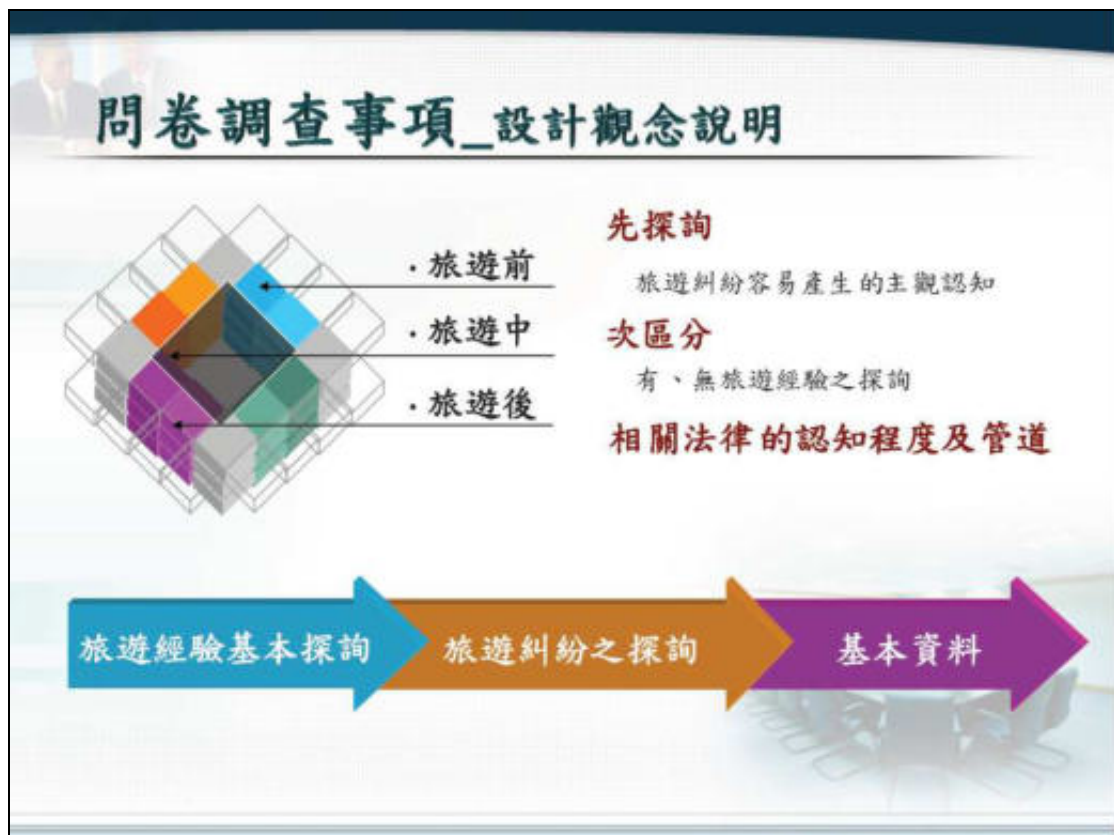 問卷調查事項_設計觀念說明
．旅遊前
．旅遊中
．旅遊後
先探詢
旅遊糾紛容易產生的主觀認知
次區分
有、無旅遊經驗之探詢
相關法律的認知程度及管道
旅遊經驗基本探詢
旅遊糾紛之探詢
基本資料